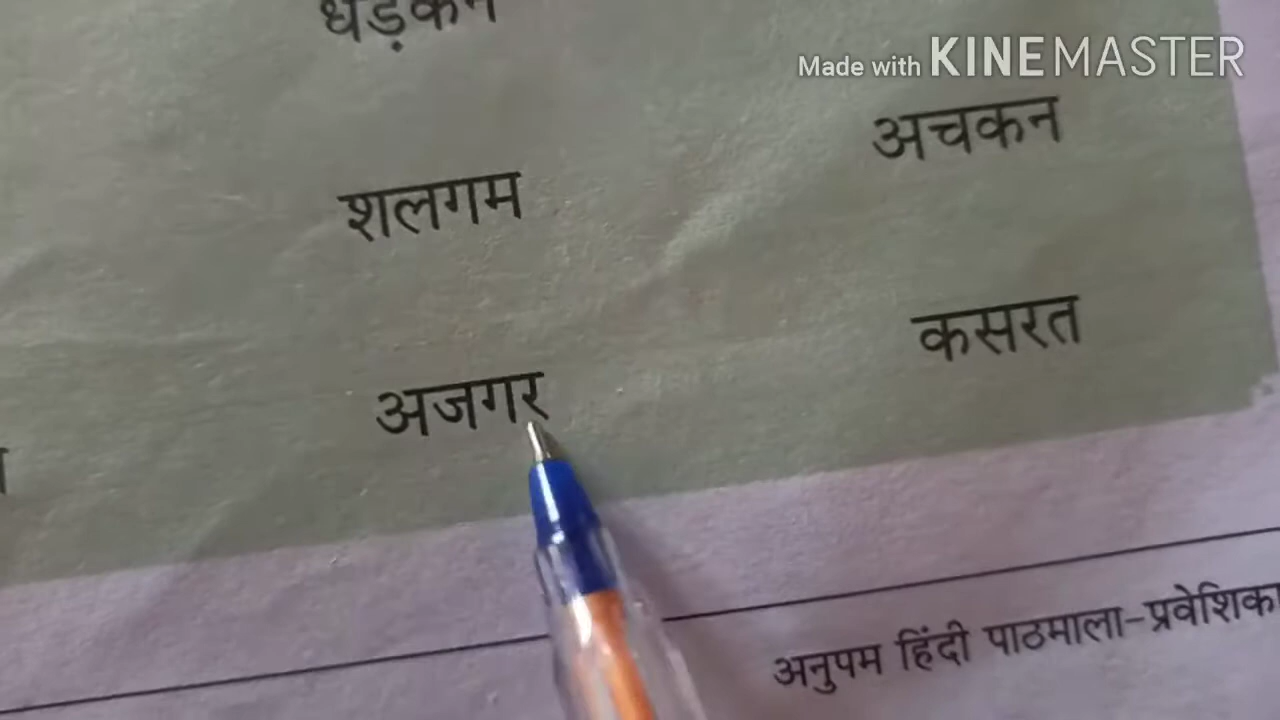 धड़कन
Made with KINEMASTER
अचकन
शलगम
कसरत
अजगर
अनुपम हिंदी पाठमाला-प्रवेशिका